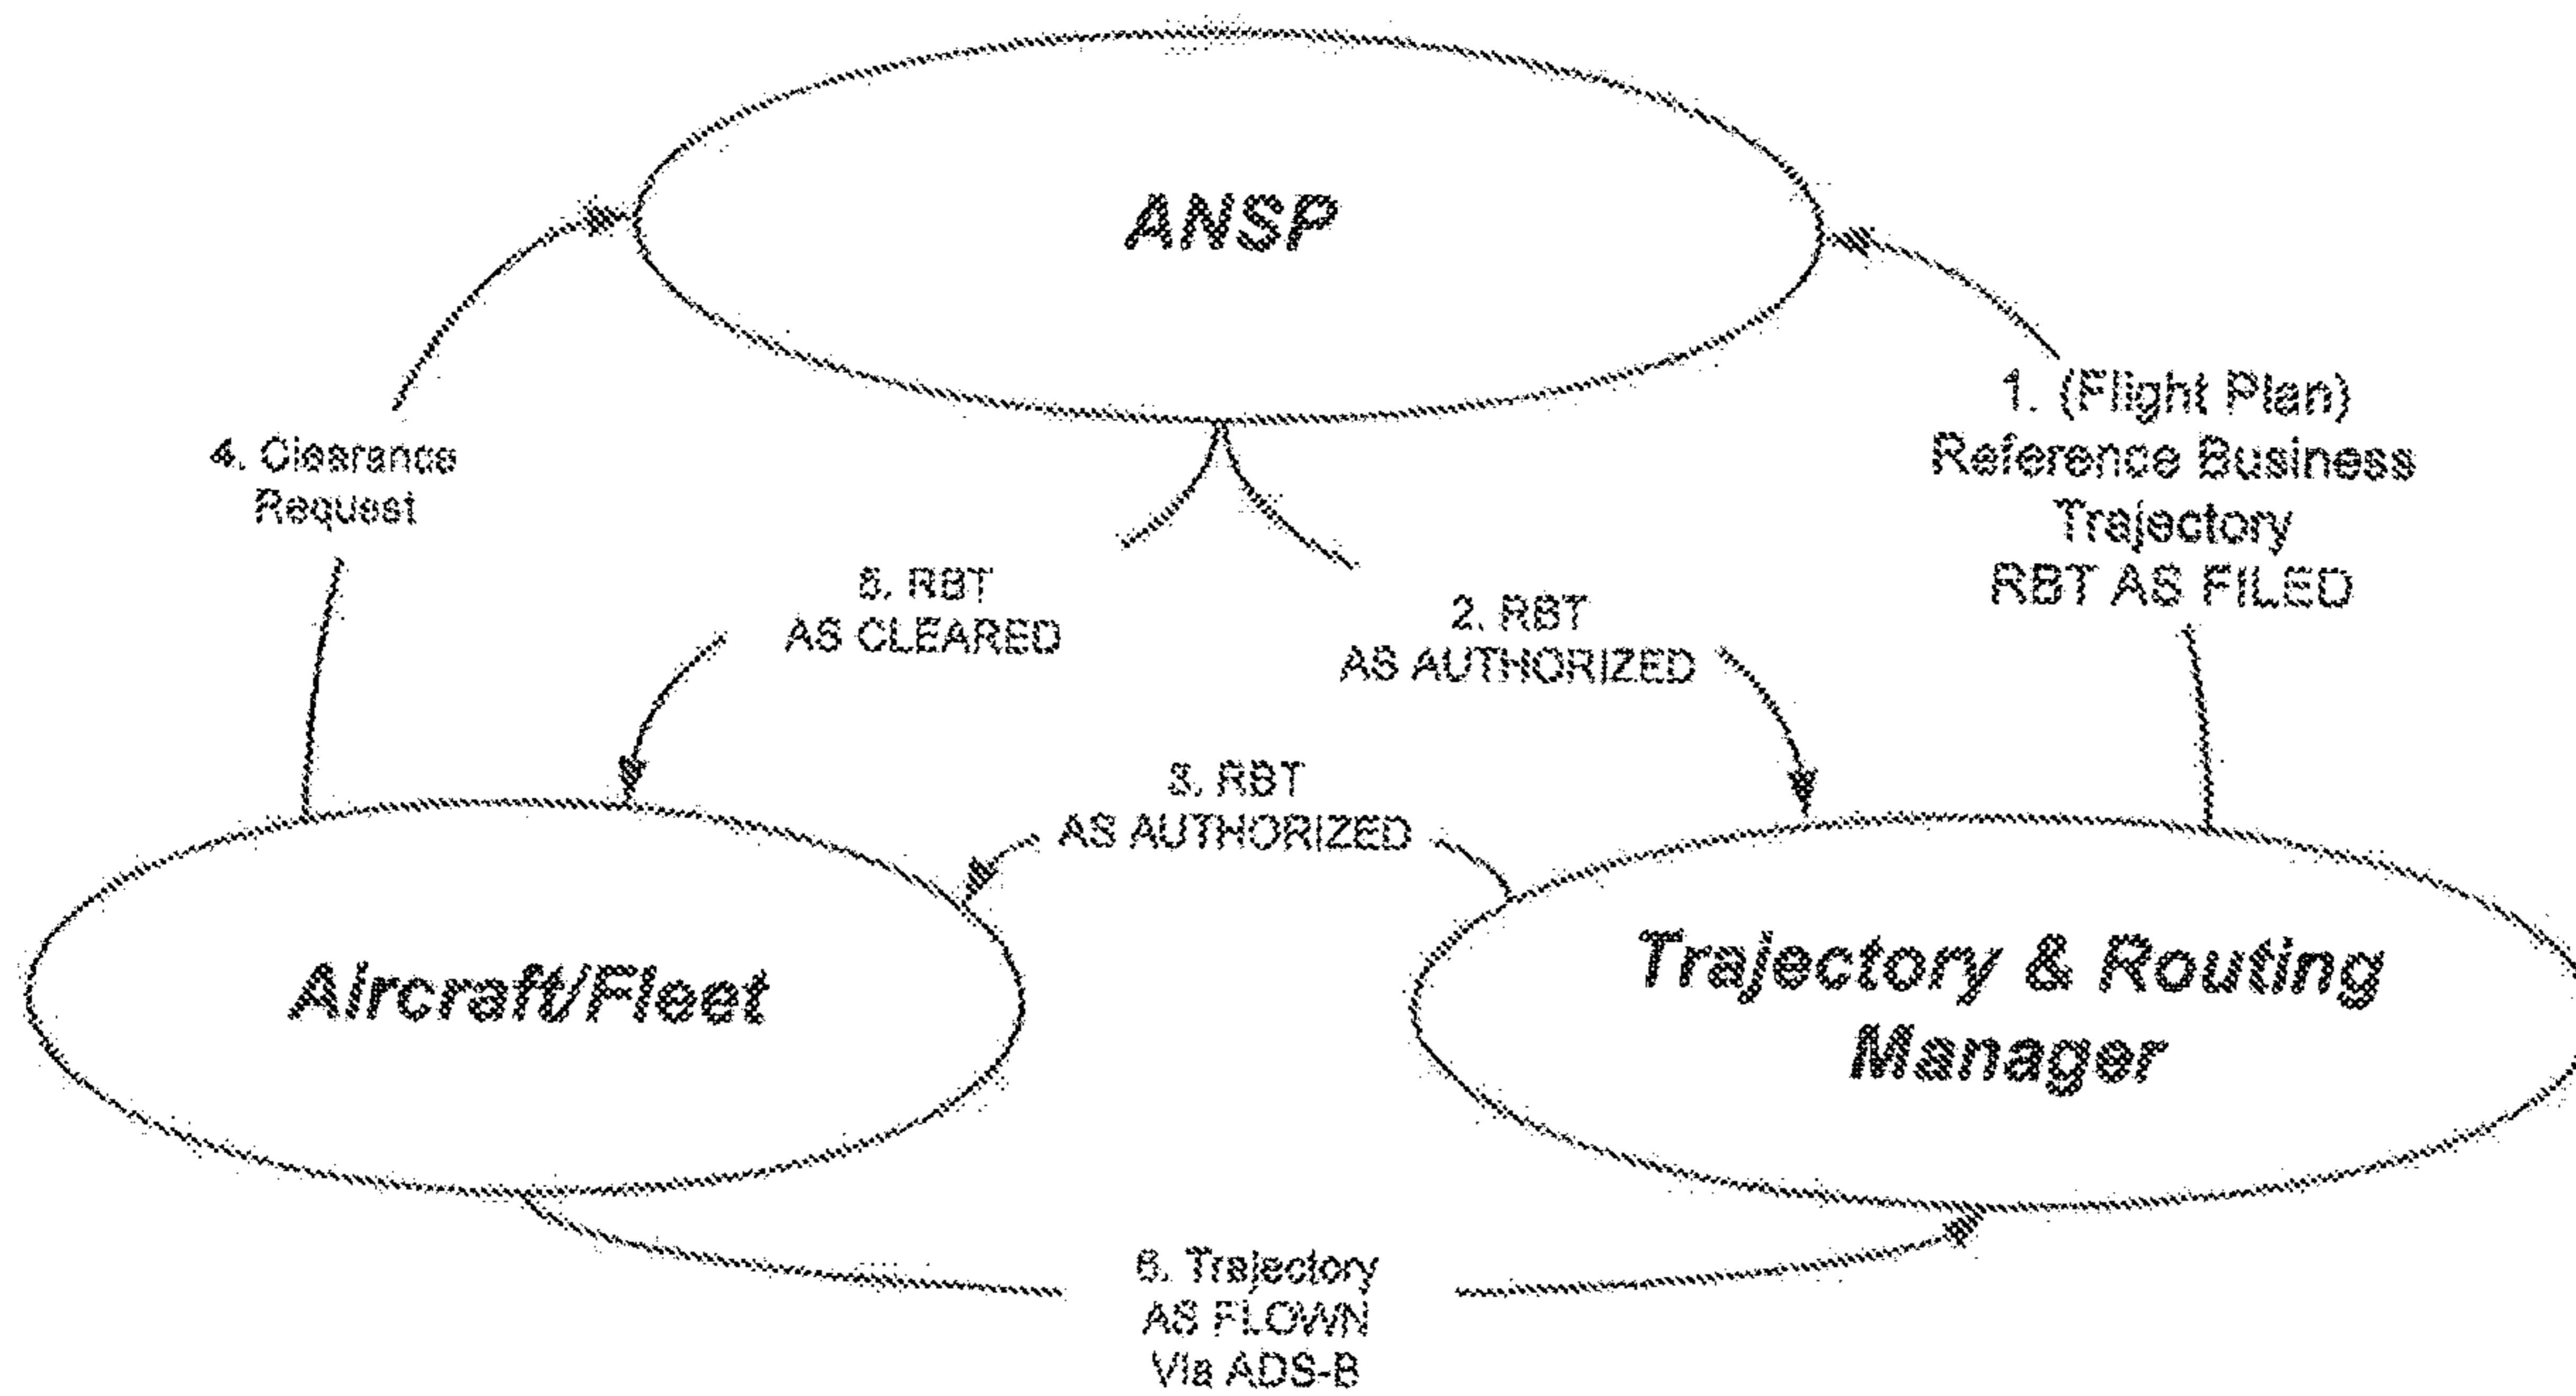 ANSP
1. (Flight Plan)
Reference Business
Trajectory
RBT AS FILED
4. Clearance
Request
5. RBT
AS CLEARED
2. RBT
AS AUTHORIZED
3. RBT
AS AUTHORIZED
Aircraft/Fleet
Trajectory & Routing
Manager
6. Trajectory
AS FLOWN
Via ADS-B